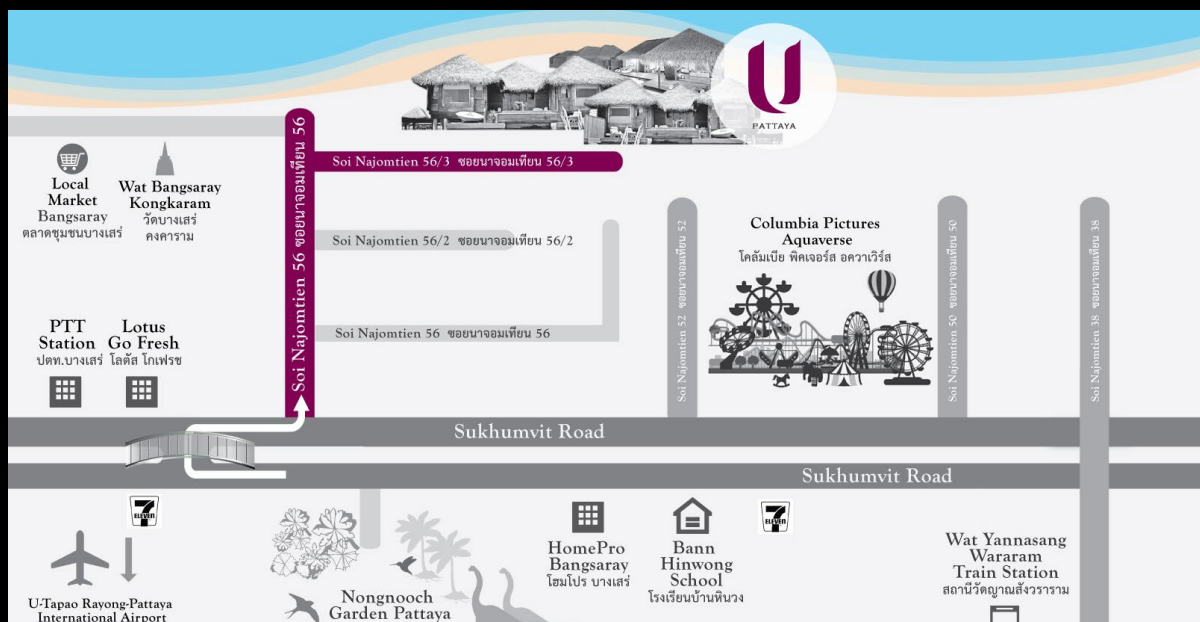 U
PATTAYA
Soi Najomtien 56 ซอยนาจอมเทียน 56
Soi Najomtien 56/3 ซอยนาจอมเทียน 56/3
Local
Market
Bangsaray
ตลาดชุมชนบางเสร่
Wat Bangsaray
Kongkaram
วัดบางเสร่
คงคาราม
Soi Najomtien 56/2 ซอยนาจอมเทียน 56/2
Soi Najomtien 56 ซอยนาจอมเทียน 56
Soi Najomtien 52 ซอยนาจอมเทียน 52
Columbia Pictures
Aquaverse
โคลัมเบีย พิคเจอร์ส อควาเวิร์ส
Soi Najomtien 50 ซอยนาจอมเทียน 50
Soi Najomtien 38 ซอยนาจอมเทียน 38
PTT
Station
ปตท.บางเสร่
Lotus
Go Fresh
โลตัส โกเฟรช
Sukhumvit Road
Sukhumvit Road
7
ELEVEN
HomePro
Bangsaray
โฮมโปร บางเสร่
Bann
Hinwong
School
โรงเรียนบ้านหินวง
7
ELEVEN
Wat Yannasang
Wararam
Train Station
สถานีวัดญาณสังวราราม
Nongnooch
Garden Pattaya
U-Tapao Rayong-Pattaya
International Airport